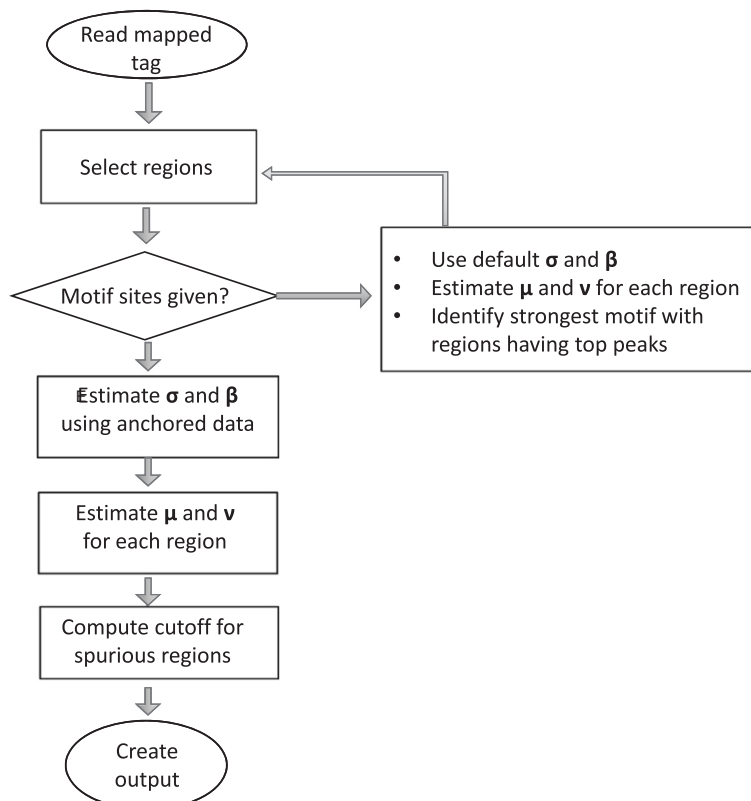 Read mapped
tag
Select regions
Motif sites given?
• Use default σ and β
• Estimate μ and ν for each region
• Identify strongest motif with
regions having top peaks
Estimate σ and β
using anchored data
Estimate μ and ν
for each region
Compute cutoff for
spurious regions
Create
output